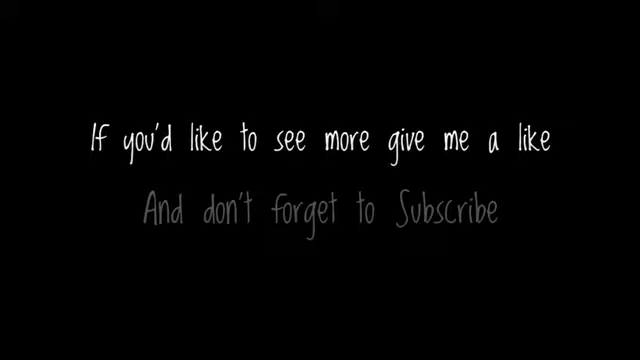 If you'd like to see more give me a like
And don't forget to Subscribe